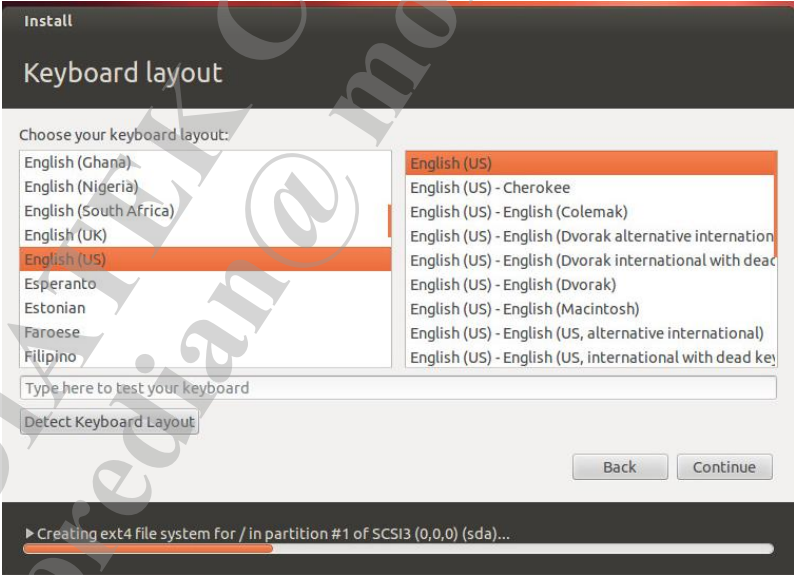 Install
Keyboard layout
Choose your keyboard layout:
English (Ghana)
English (Nigeria)
English (South Africa)
English (UK)
English (US)
Esperanto
Estonian
Faroese
Filipino
English (US)
English (US) - Cherokee
English (US) - English (Colemak)
English (US) - English (Dvorak alternative internation
English (US) - English (Dvorak international with dead
English (US) - English (Dvorak)
English (US) - English (Macintosh)
English (US) - English (US, alternative international)
English (US) - English (US, international with dead key
Type here to test your keyboard
Detect Keyboard Layout
Back
Continue
Creating ext4 file system for / in partition #1 of SCSI3 (0,0,0) (sda)...